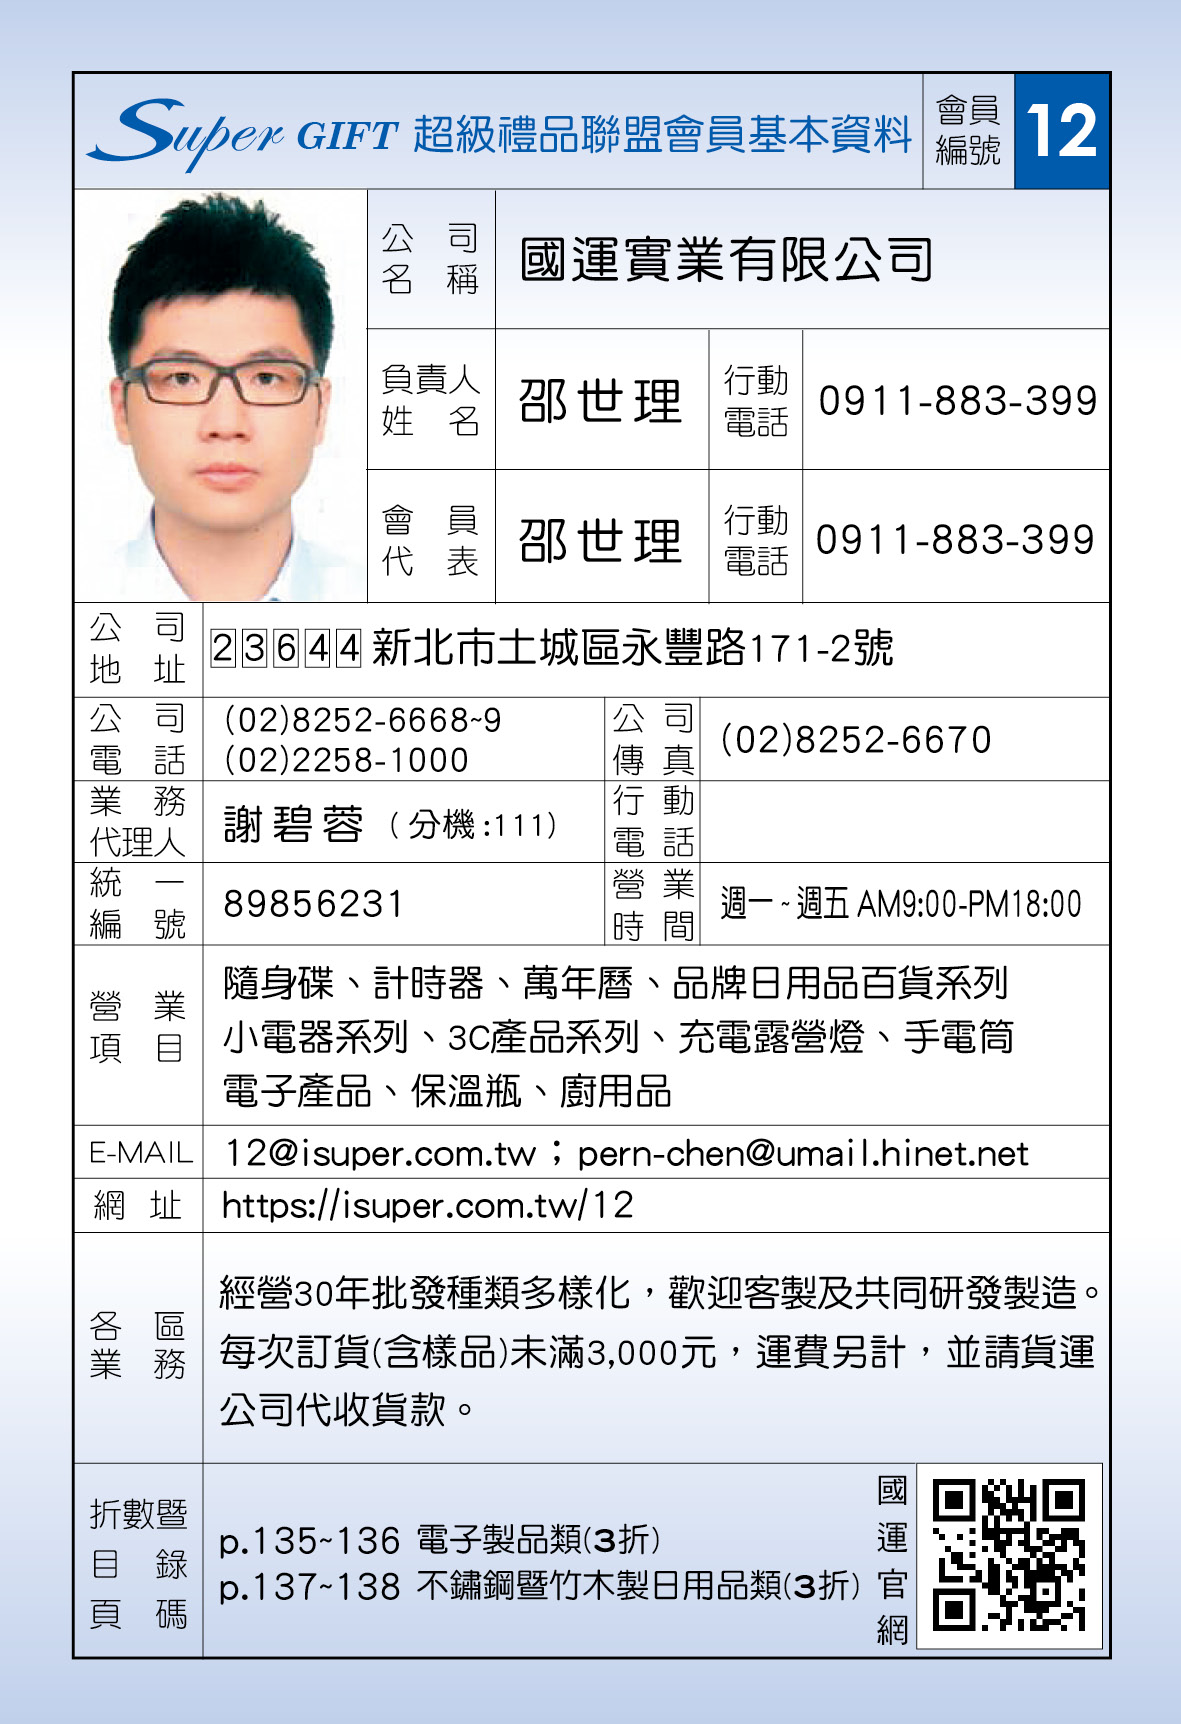 Super GIFT 超級禮品聯盟會員基本資料 會員編號 12
公司名稱 國運實業有限公司
負責人姓名 邵世理 行動電話 0911-883-399
會員代表 邵世理 行動電話 0911-883-399
公司地址 23644 新北市土城區永豐路171-2號
公司電話 (02)8252-6668~9
(02)2258-1000
公司傳真 (02)8252-6670
業務代理人 謝碧蓉 (分機:111) 行動電話
統一編號 89856231 營業時間 週一~週五 AM9:00-PM18:00
營業項目 隨身碟、計時器、萬年曆、品牌日用品百貨系列
小電器系列、3C產品系列、充電露營燈、手電筒
電子產品、保溫瓶、廚用品
E-MAIL 12@isuper.com.tw；pern-chen@umail.hinet.net
網址 https://isuper.com.tw/12
各區業務 經營30年批發種類多樣化，歡迎客製及共同研發製造。
每次訂貨(含樣品)未滿3,000元，運費另計，並請貨運
公司代收貨款。
折數暨目錄頁碼 p.135~136 電子製品類(3折)
p.137~138 不鏽鋼暨竹木製日用品類(3折)
國運官網